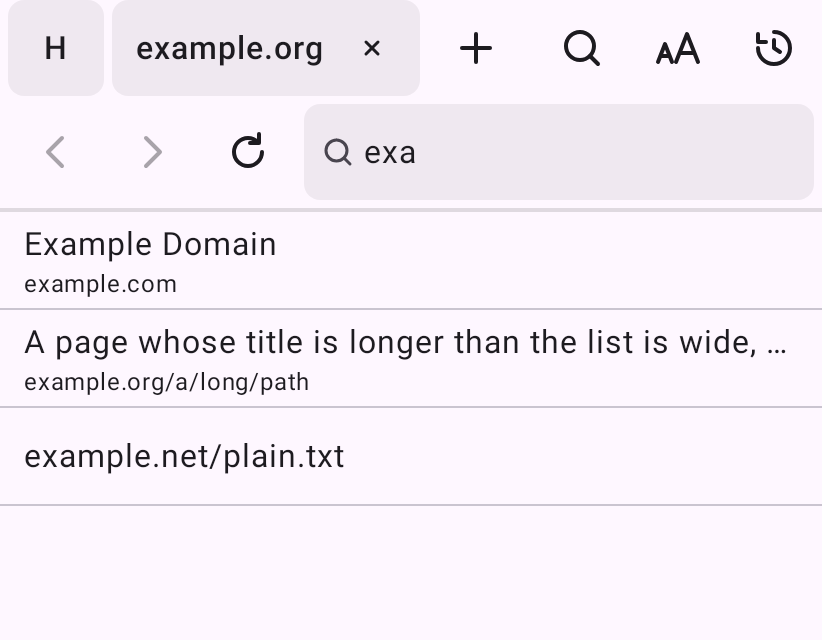 H
example.org
AA
exa
Example Domain
example.com
A page whose title is longer than the list is wide, …
example.org/a/long/path
example.net/plain.txt